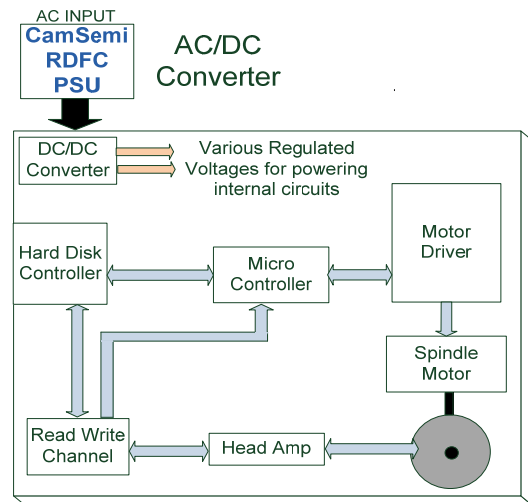 AC INPUT
CamSemi
RDFC
PSU
AC/DC
Converter
DC/DC
Converter
Various Regulated
Voltages for powering
internal circuits
Hard Disk
Controller
Micro
Controller
Motor
Driver
Spindle
Motor
Read Write
Channel
Head Amp